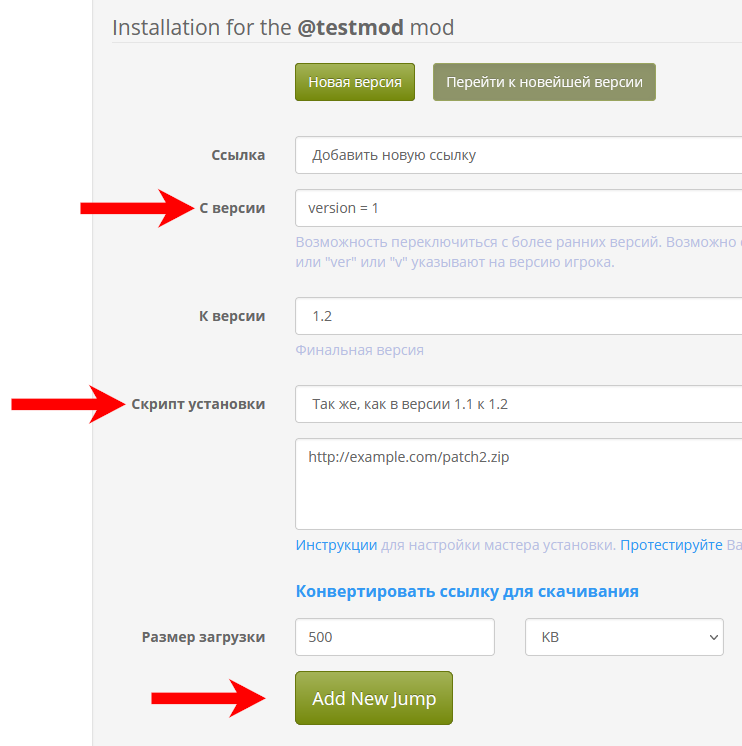 Installation for the @testmod mod
Новая версия Перейти к новейшей версии
Ссылка Добавить новую ссылку
С версии version = 1
Возможность переключиться с более ранних версий. Возможно
или "ver" или "v" указывают на версию игрока.
К версии 1.2
Финальная версия
Скрипт установки Так же, как в версии 1.1 к 1.2
http://example.com/patch2.zip
Инструкции для настройки мастера установки. Протестируйте Ва
Конвертировать ссылку для скачивания
Размер загрузки 500 KB
Add New Jump